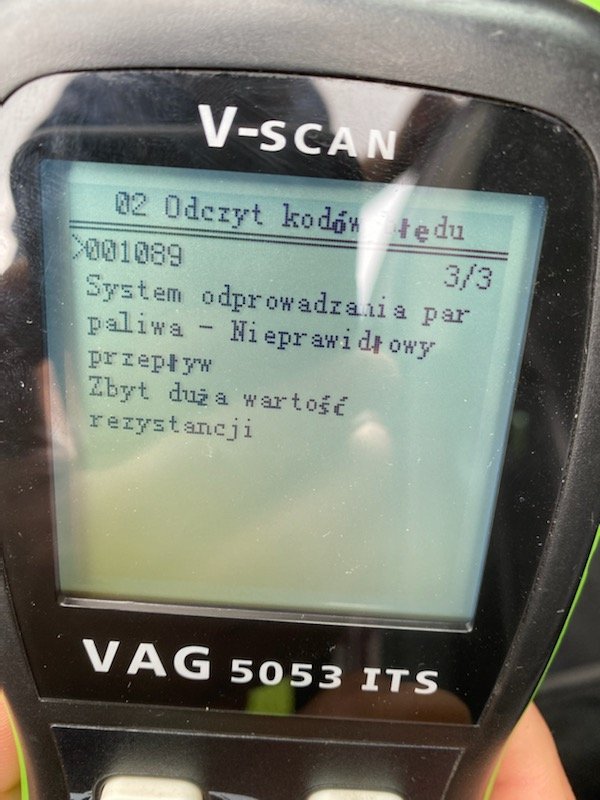 V-SCAN
02 Odczyt kodów błędu
>001089
3/3
System odprowadzania par
paliwa - Nieprawidłowy
przepływ
Zbyt duża wartość
rezystancji
VAG 5053 ITS